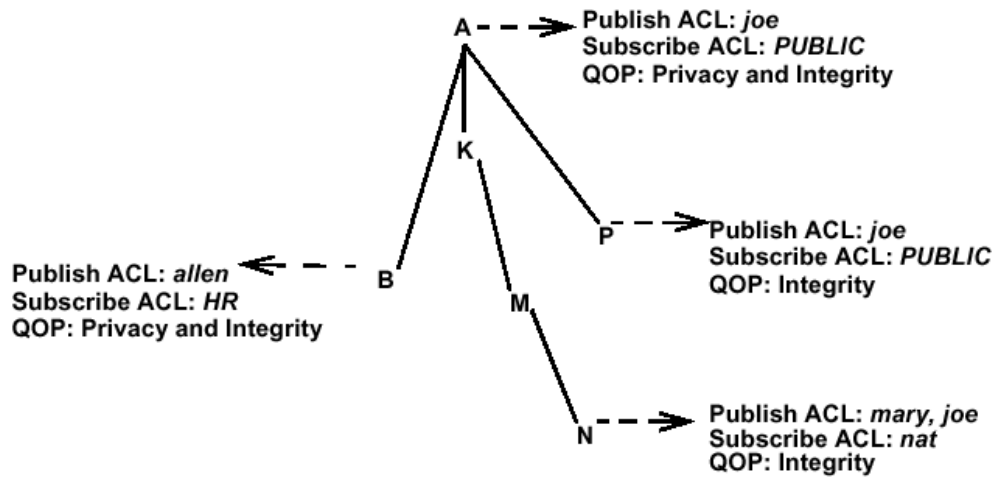 A
Publish ACL: joe
Subscribe ACL: PUBLIC
QOP: Privacy and Integrity
K
P
Publish ACL: joe
Subscribe ACL: PUBLIC
QOP: Integrity
B
Publish ACL: allen
Subscribe ACL: HR
QOP: Privacy and Integrity
M
N
Publish ACL: mary, joe
Subscribe ACL: nat
QOP: Integrity